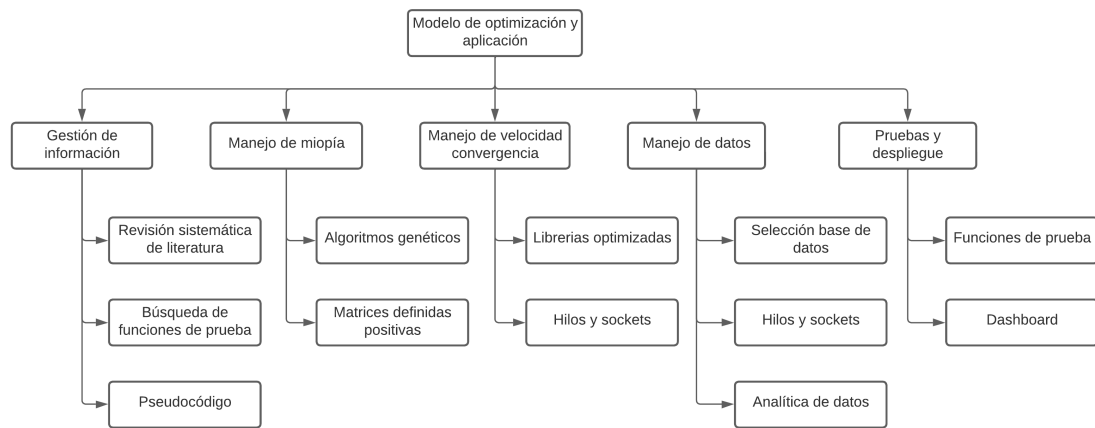 Modelo de optimización y
aplicación
Gestión de
información
Manejo de miopía
Manejo de velocidad
convergencia
Manejo de datos
Pruebas y
despliegue
Revisión sistemática
de literatura
Algoritmos genéticos
Librerias optimizadas
Selección base de
datos
Funciones de prueba
Búsqueda de
funciones de prueba
Matrices definidas
positivas
Hilos y sockets
Hilos y sockets
Dashboard
Pseudocódigo
Analítica de datos